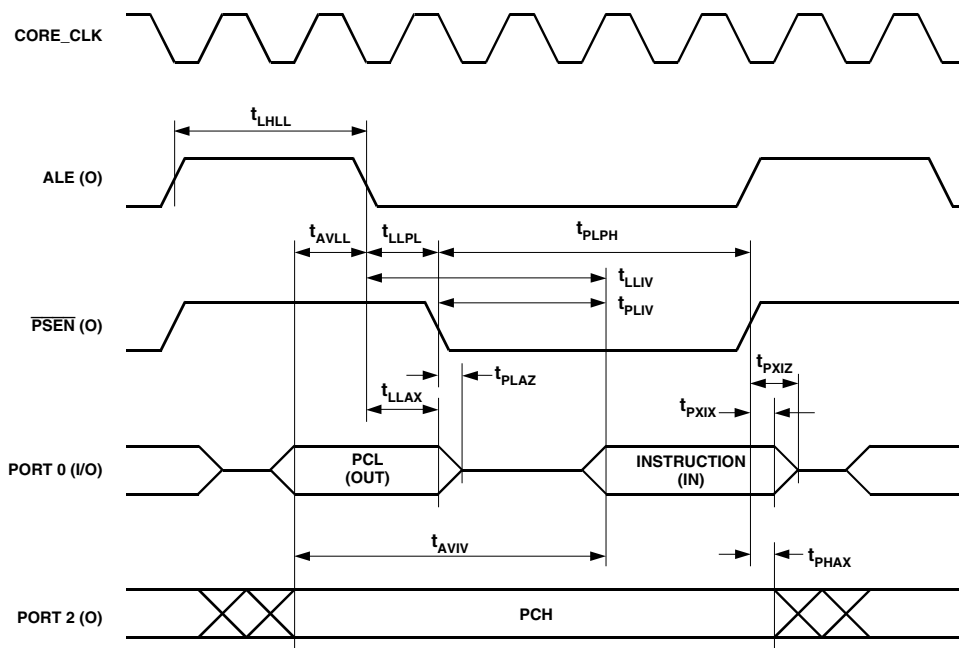 CORE_CLK
tLHLL
ALE (O)
tAVLL
tLLPL
tPLPH
tLLIV
tPLIV
PSEN (O)
tPXIZ
tPLAZ
tLLAX
tPXIX
PORT 0 (I/O)
PCL
(OUT)
INSTRUCTION
(IN)
tAVIV
tPHAX
PORT 2 (O)
PCH